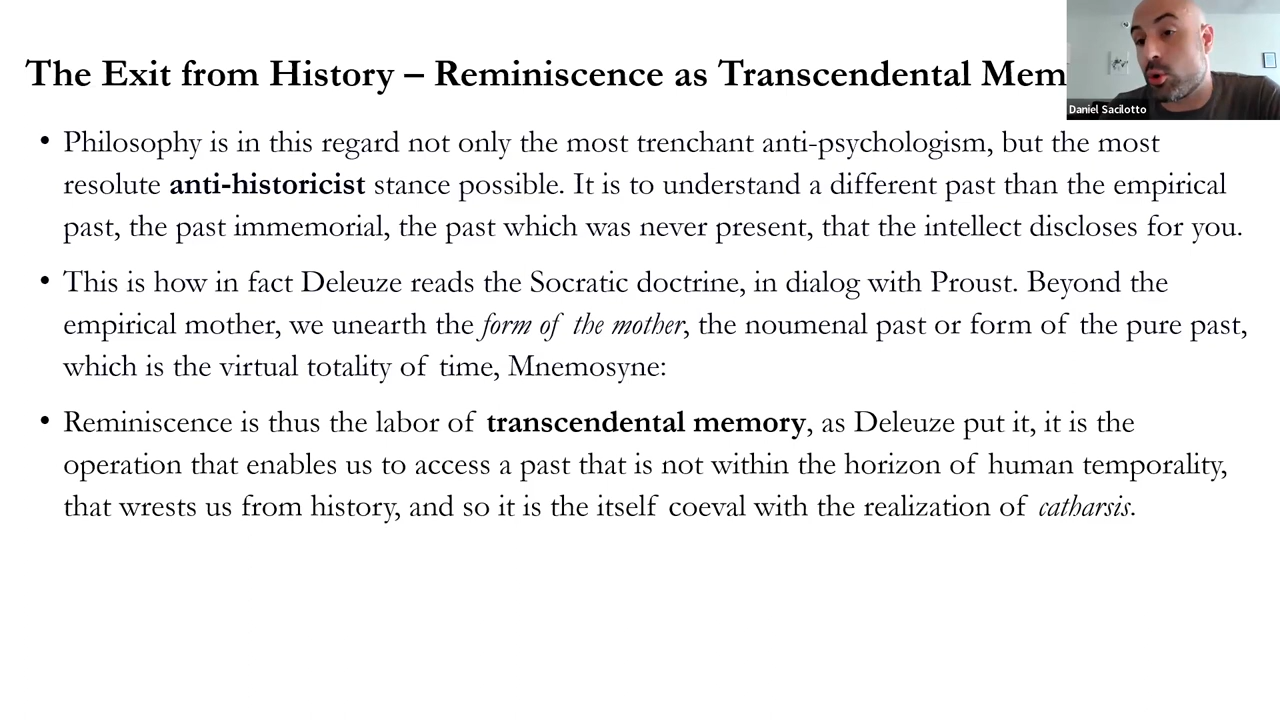 The Exit from History – Reminiscence as Transcendental Mem
Daniel Sacilotto
• Philosophy is in this regard not only the most trenchant anti-psychologism, but the most
resolute anti-historicist stance possible. It is to understand a different past than the empirical
past, the past immemorial, the past which was never present, that the intellect discloses for you.
• This is how in fact Deleuze reads the Socratic doctrine, in dialog with Proust. Beyond the
empirical mother, we unearth the form of the mother, the noumenal past or form of the pure past,
which is the virtual totality of time, Mnemosyne:
• Reminiscence is thus the labor of transcendental memory, as Deleuze put it, it is the
operation that enables us to access a past that is not within the horizon of human temporality,
that wrests us from history, and so it is the itself coeval with the realization of catharsis.